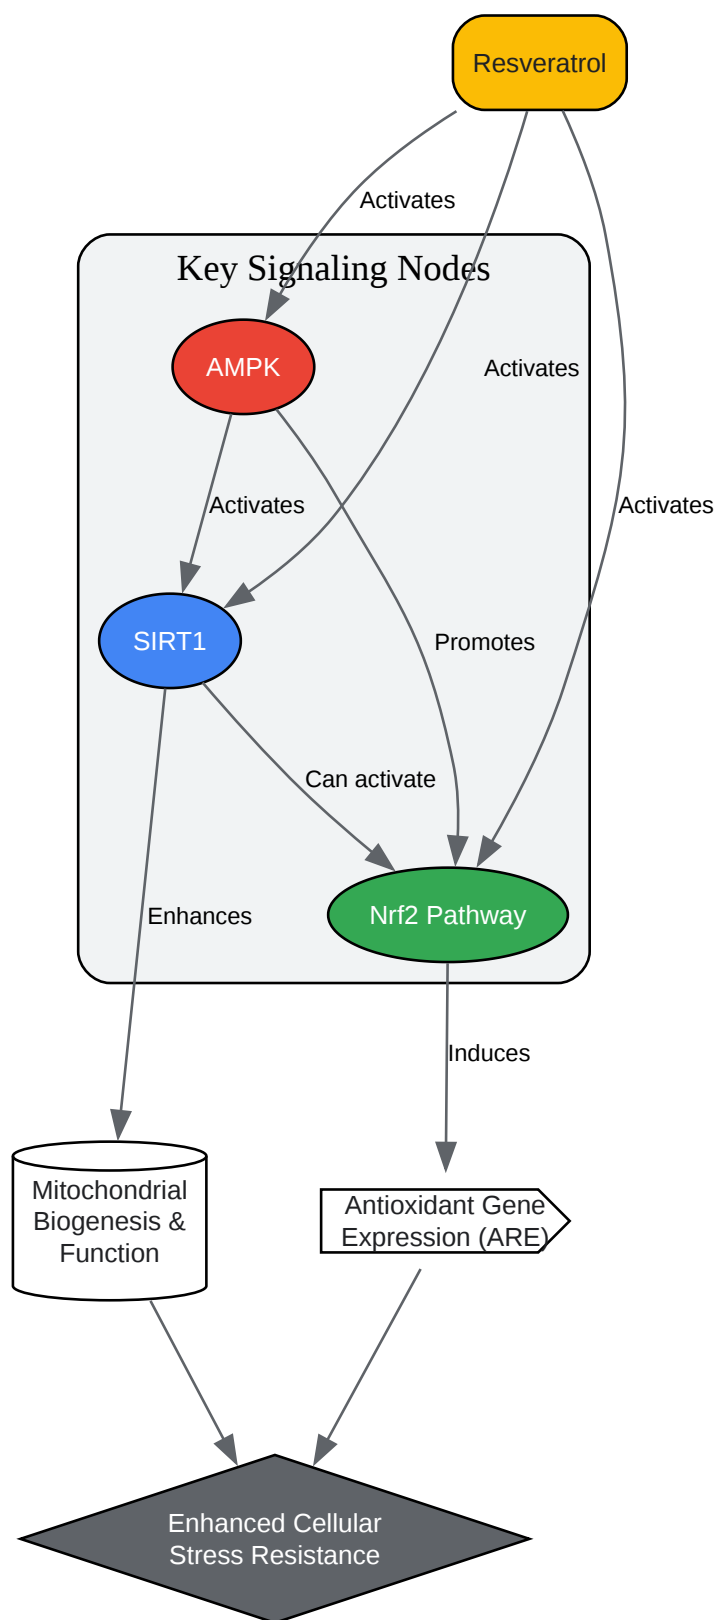 Resveratrol
Activates
Key Signaling Nodes
AMPK
Activates
Activates
Activates
SIRT1
Promotes
Can activate
Enhances
Nrf2 Pathway
Induces
Mitochondrial
Biogenesis &
Function
Antioxidant Gene
Expression (ARE)
Enhanced Cellular
Stress Resistance